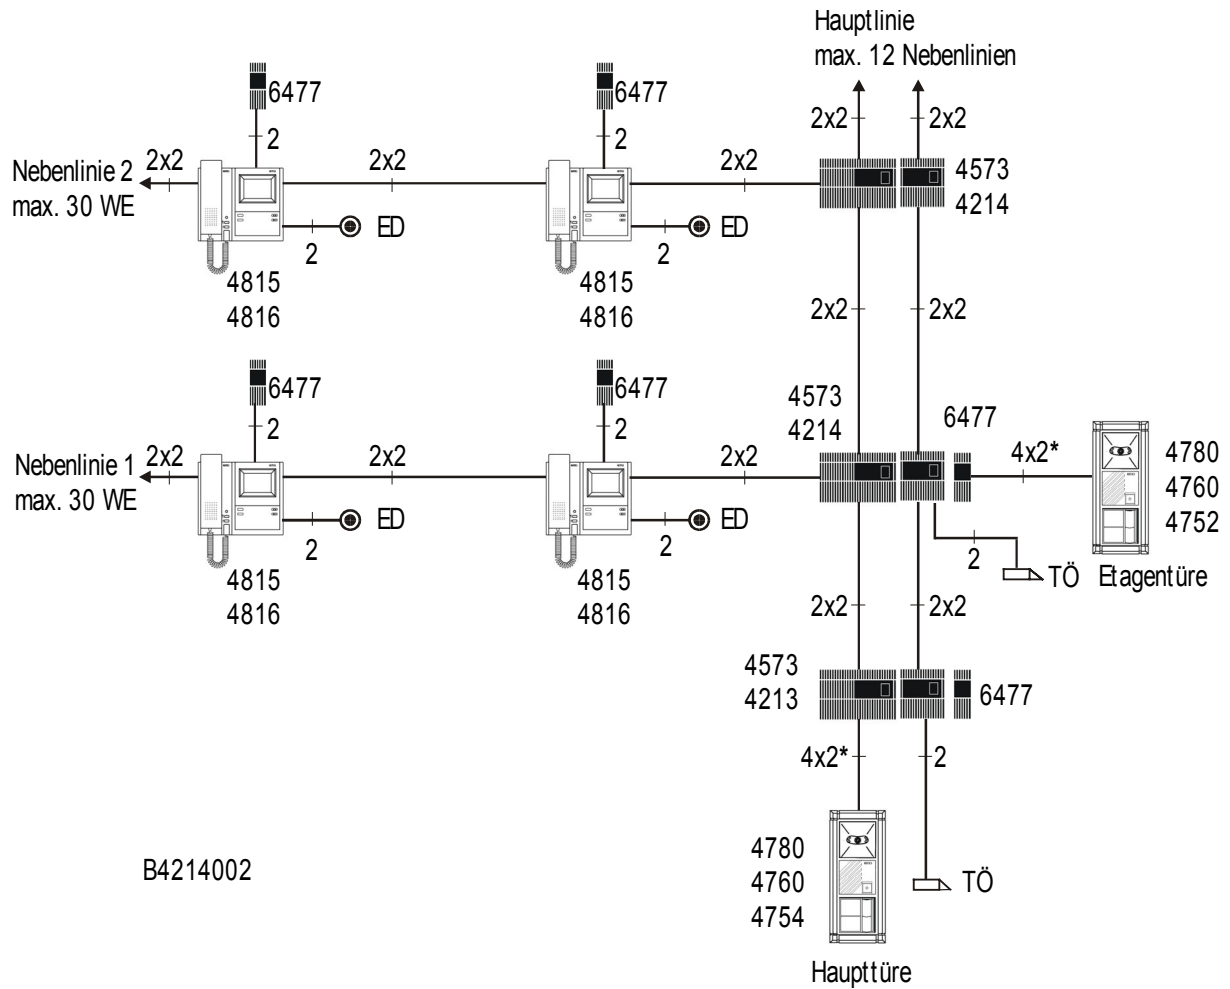 Hauptlinie
max. 12 Nebenlinien
6477
6477
2x2
2x2
2
2
Nebenlinie 2
max. 30 WE
2x2
2x2
2x2
4573
4214
ED
ED
2
2
4815
4816
4815
4816
2x2
2x2
6477
6477
4573
4214
6477
2
2
Nebenlinie 1
max. 30 WE
2x2
2x2
2x2
4x2*
4780
4760
4752
ED
ED
2
2
2
TÖ
Etagentüre
4815
4816
4815
4816
2x2
2x2
4573
4213
6477
4x2*
2
4780
4760
4754
TÖ
B4214002
Haupttüre